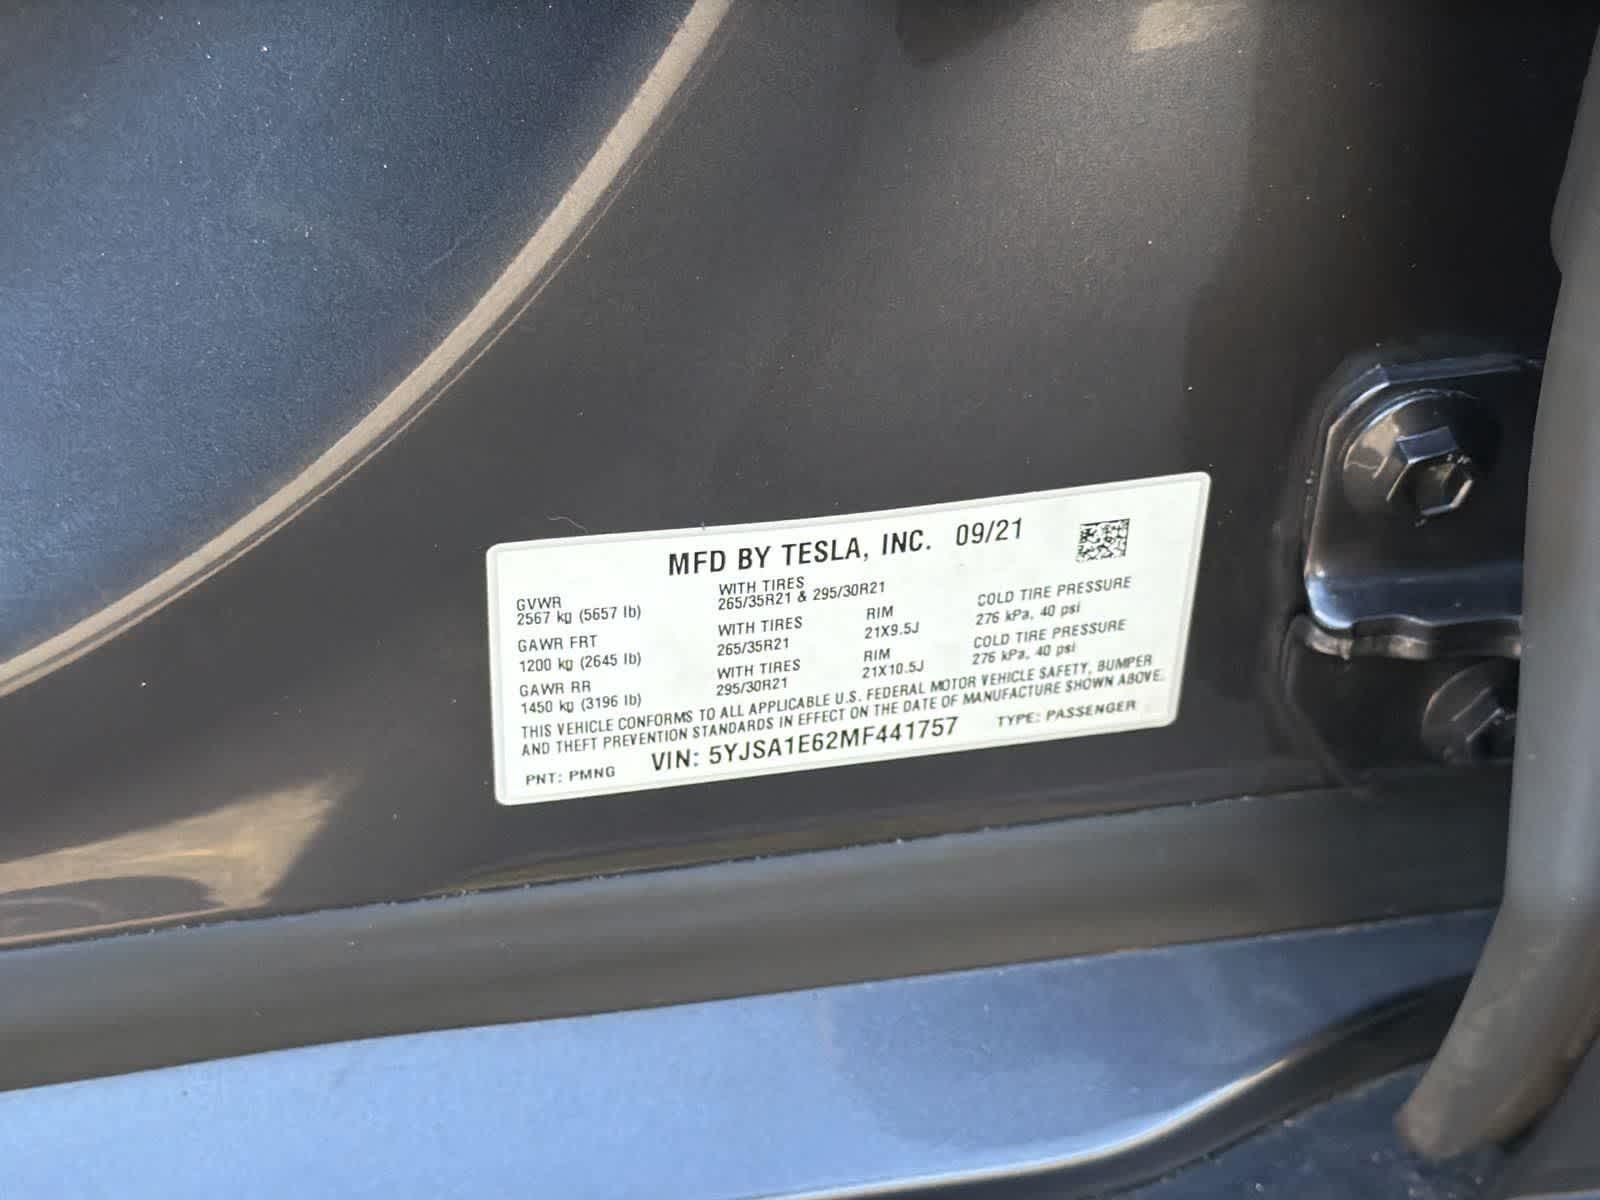 MFD BY TESLA, INC. 09/21
GVWR
2567 kg (5657 lb)
WITH TIRES
265/35R21 & 295/30R21
GAWR FRT
1200 kg (2645 lb)
WITH TIRES
265/35R21
RIM
21X9.5J
COLD TIRE PRESSURE
276 kPa, 40 psi
GAWR RR
1450 kg (3196 lb)
WITH TIRES
295/30R21
RIM
21X10.5J
COLD TIRE PRESSURE
276 kPa, 40 psi
THIS VEHICLE CONFORMS TO ALL APPLICABLE U.S. FEDERAL MOTOR VEHICLE SAFETY, BUMPER
AND THEFT PREVENTION STANDARDS IN EFFECT ON THE DATE OF MANUFACTURE SHOWN ABOVE.
PNT: PMNG VIN: 5YJSA1E62MF441757 TYPE: PASSENGER